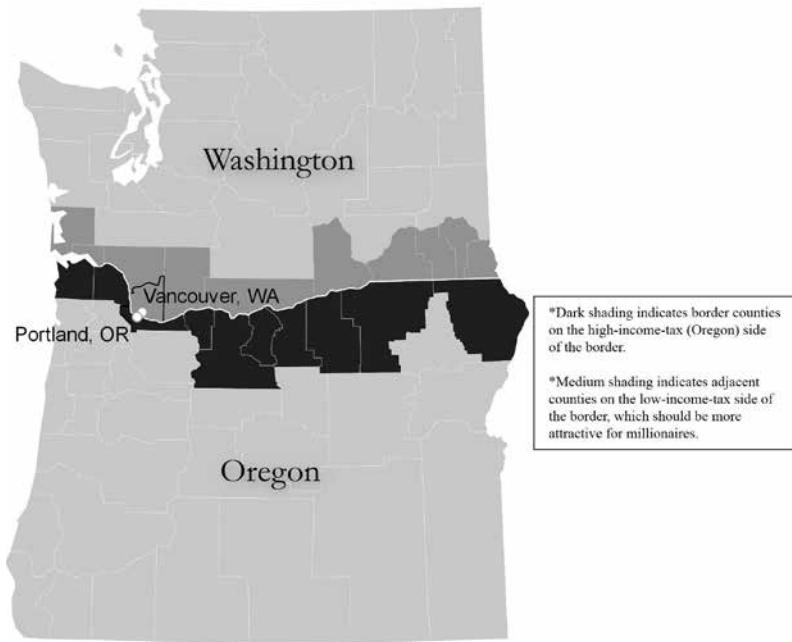 Washington
Vancouver, WA
Portland, OR
Oregon
*Dark shading indicates border counties
on the high-income-tax (Oregon) side
of the border.
*Medium shading indicates adjacent
counties on the low-income-tax side of
the border, which should be more
attractive for millionaires.